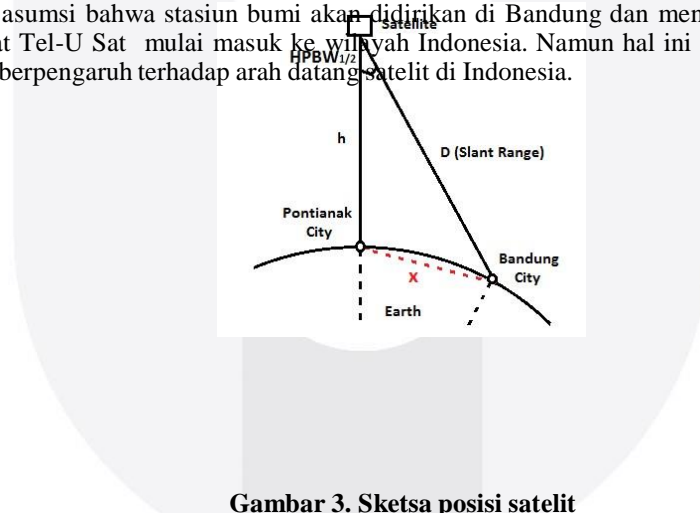 asumsi bahwa stasiun bumi akan didirikan di Bandung dan men
at Tel-U Sat mulai masuk ke wilayah Indonesia. Namun hal ini
berpengaruh terhadap arah datang satelit di Indonesia.
Satellite
HPBW1/2
h
D (Slant Range)
Pontianak
City
Bandung
City
x
Earth
Gambar 3. Sketsa posisi satelit